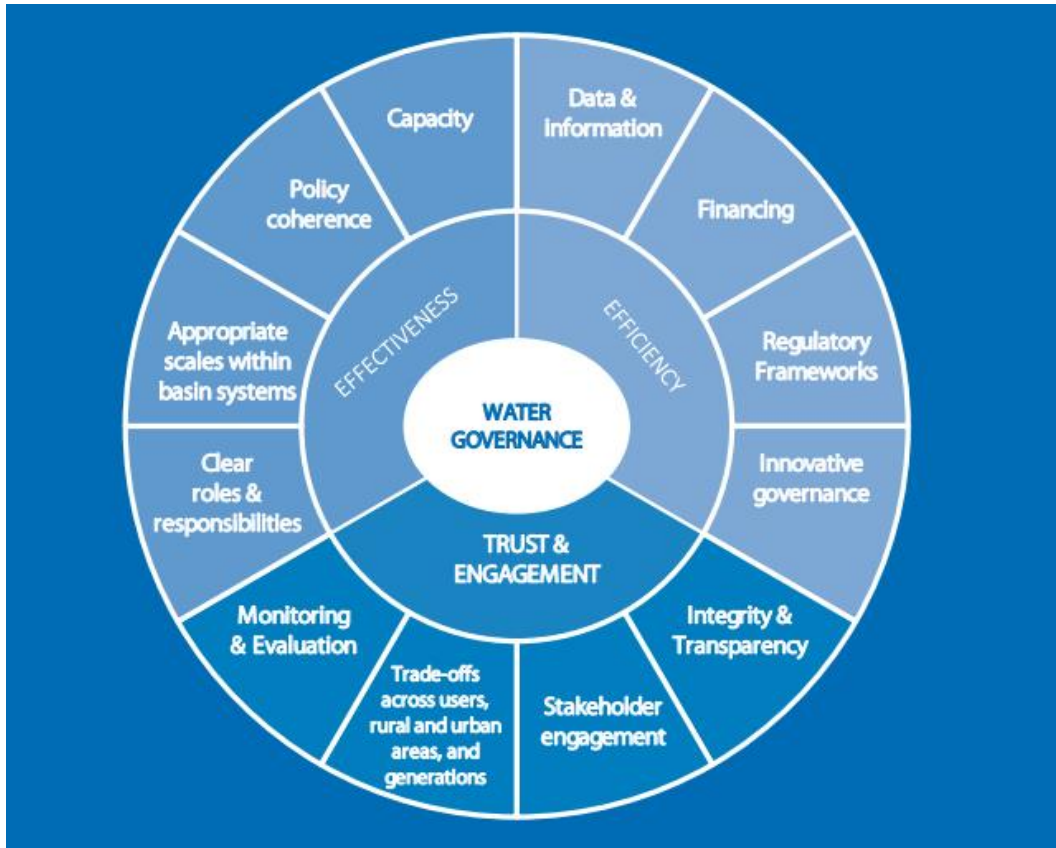 Capacity
Data &
information
Policy
coherence
Financing
Appropriate
scales within
basin systems
Regulatory
Frameworks
Clear
roles &
responsibilities
Innovative
governance
Monitoring
& Evaluation
Trade-offs
across users,
rural and urban
areas, and
generations
Stakeholder
engagement
Integrity &
Transparency
EFFECTIVENESS
EFFICIENCY
TRUST &
ENGAGEMENT
WATER
GOVERNANCE